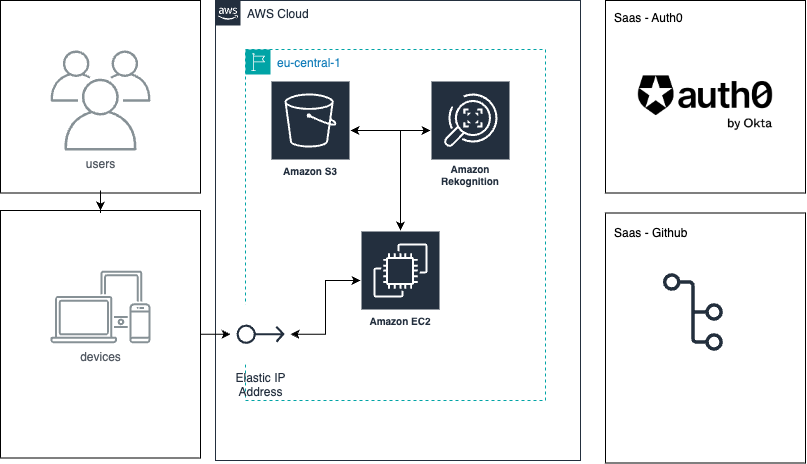 users
devices
aws
AWS Cloud
eu-central-1
Amazon S3
Amazon
Rekognition
Amazon EC2
Elastic IP
Address
Saas - Auth0
auth0
by Okta
Saas - Github